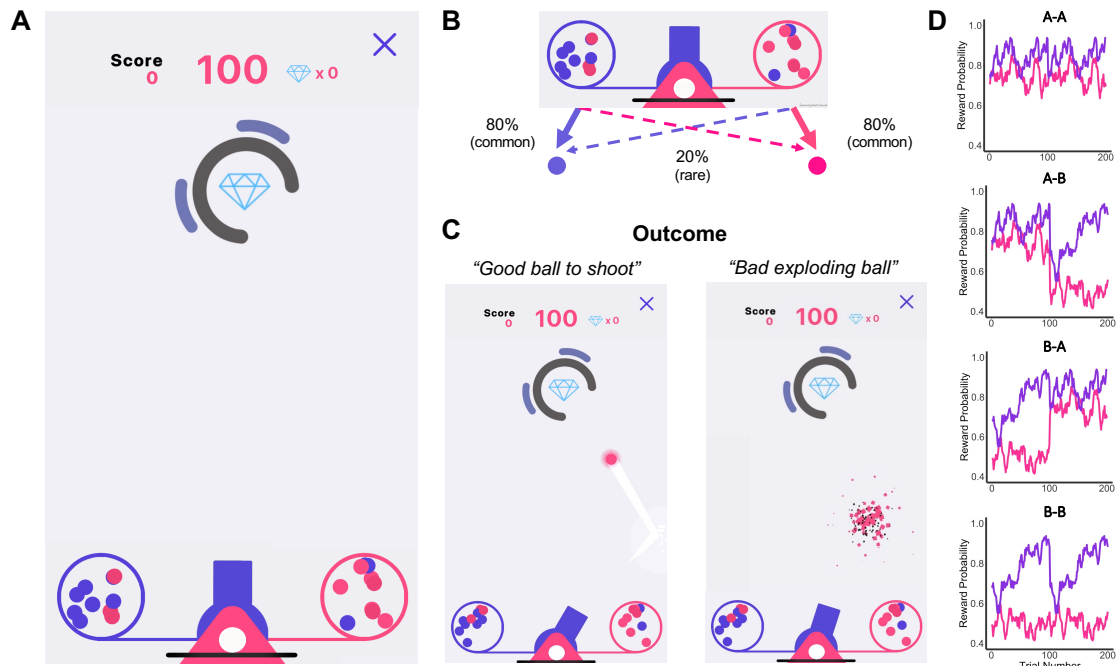 A
Score
0
100
x 0
B
80%
(common)
20%
(rare)
80%
(common)
C
Outcome
“Good ball to shoot”
“Bad exploding ball”
Score
0
100
x 0
Score
0
100
x 0
D
A-A
Reward Probability
1.0
0.8
0.6
0.4
0
100
200
A-B
Reward Probability
1.0
0.8
0.6
0.4
0
100
200
B-A
Reward Probability
1.0
0.8
0.6
0.4
0
100
200
B-B
Reward Probability
1.0
0.8
0.6
0.4
0
100
200
Trial Number